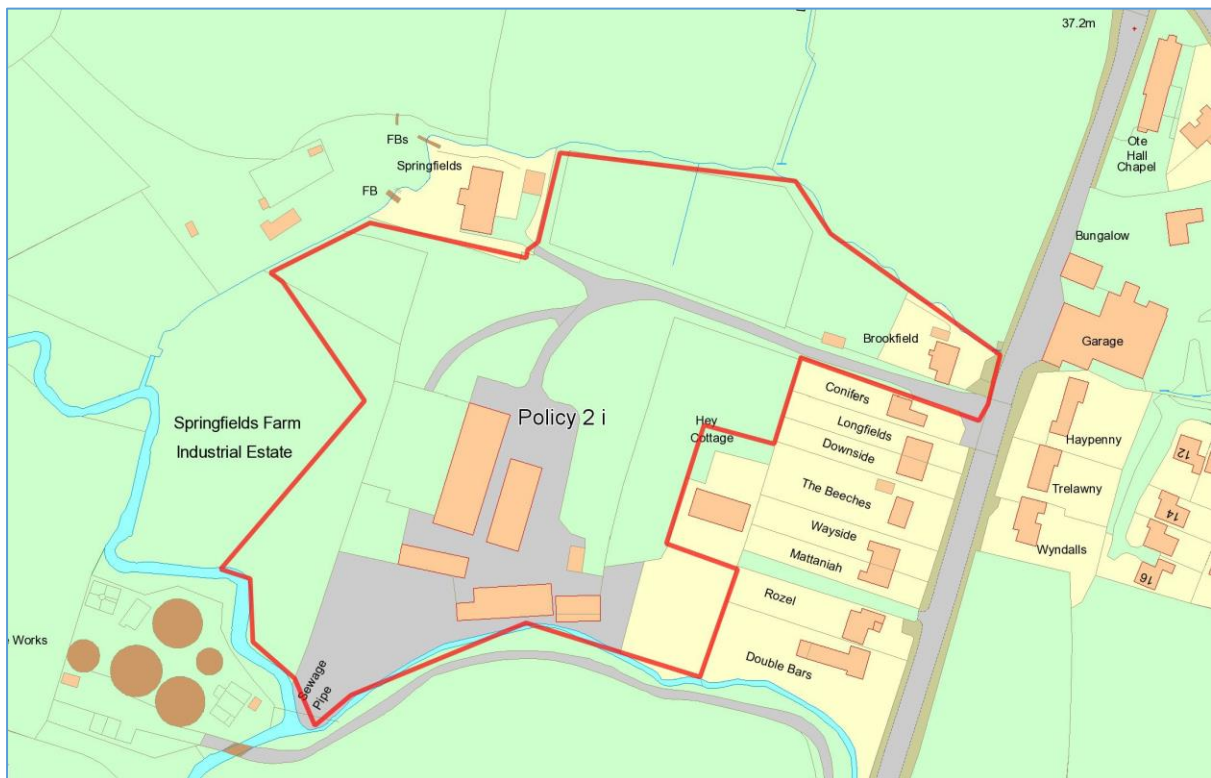 37.2m
Ote
Hall
Chapel
FBs
Springfields
FB
Bungalow
Garage
Brookfield
Conifers
Longfields
Downside
The Beeches
Wayside
Mattaniah
Hey
Cottage
Policy 2 i
Springfields Farm
Industrial Estate
Haypenny
Trelawny
Wyndalls
12
14
16
Rozel
Double Bars
Works
Sewage
Pipe